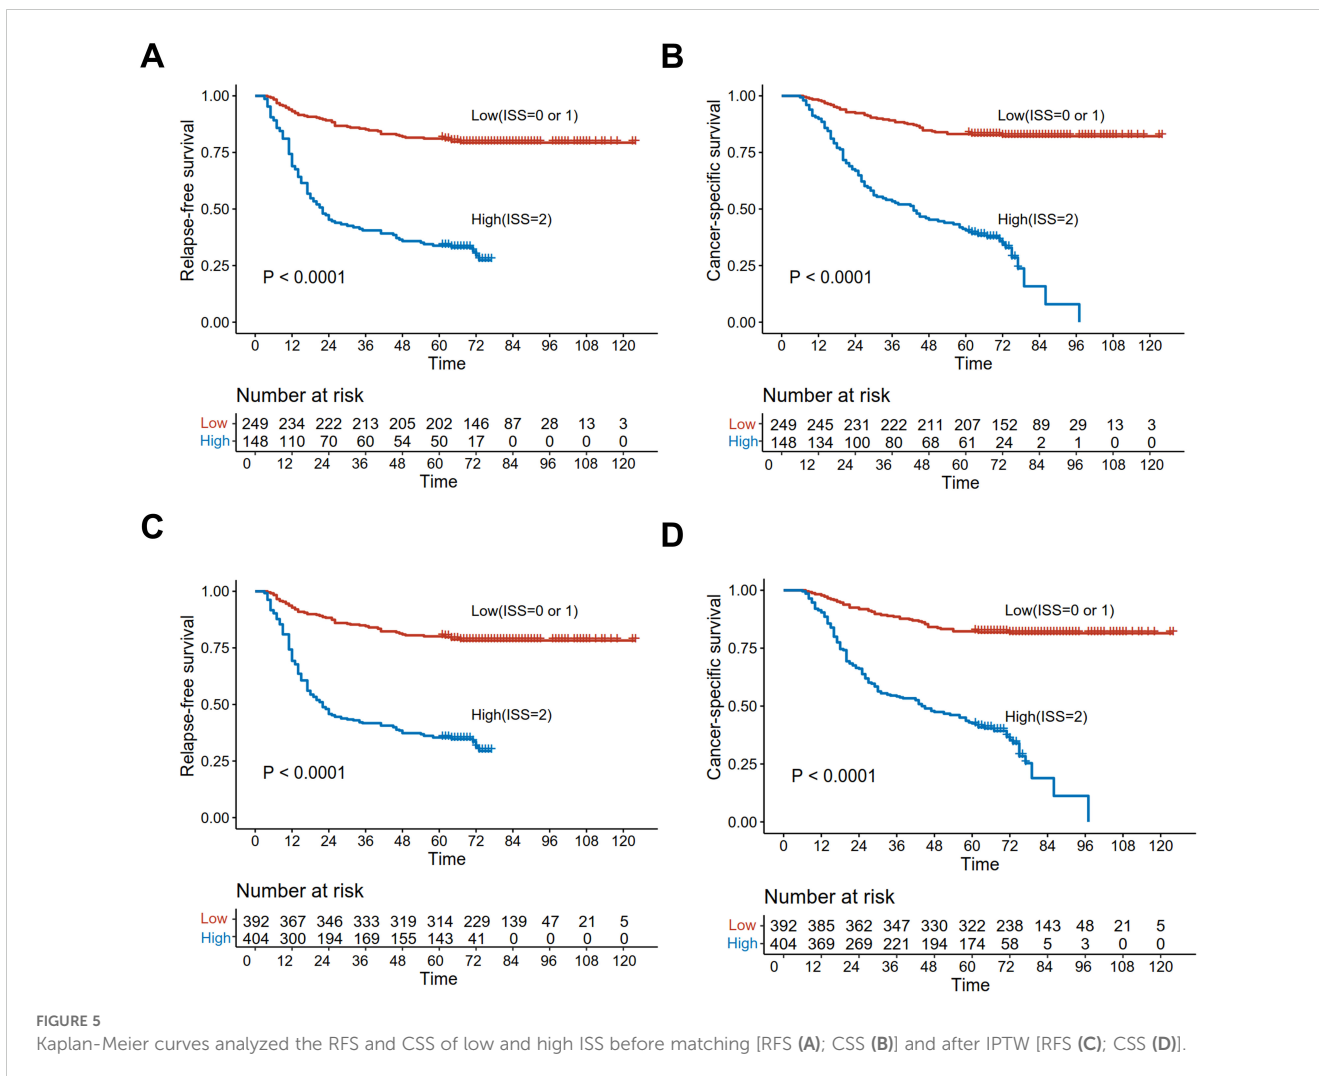 A
Relapse-free survival
1.00
0.75
0.50
0.25
0.00
Low(ISS=0 or 1)
High(ISS=2)
P < 0.0001
0 12 24 36 48 60 72 84 96 108 120
Time
Number at risk
Low 249 234 222 213 205 202 146 87 28 13 3
High 148 110 70 60 54 50 17 0 0 0 0
0 12 24 36 48 60 72 84 96 108 120
Time
B
Cancer-specific survival
1.00
0.75
0.50
0.25
0.00
Low(ISS=0 or 1)
High(ISS=2)
P < 0.0001
0 12 24 36 48 60 72 84 96 108 120
Time
Number at risk
Low 249 245 231 222 211 207 152 89 29 13 3
High 148 134 100 80 68 61 24 2 1 0 0
0 12 24 36 48 60 72 84 96 108 120
Time
C
Relapse-free survival
1.00
0.75
0.50
0.25
0.00
Low(ISS=0 or 1)
High(ISS=2)
P < 0.0001
0 12 24 36 48 60 72 84 96 108 120
Time
Number at risk
Low 392 367 346 333 319 314 229 139 47 21 5
High 404 300 194 169 155 143 41 0 0 0 0
0 12 24 36 48 60 72 84 96 108 120
Time
D
Cancer-specific survival
1.00
0.75
0.50
0.25
0.00
Low(ISS=0 or 1)
High(ISS=2)
P < 0.0001
0 12 24 36 48 60 72 84 96 108 120
Time
Number at risk
Low 392 385 362 347 330 322 238 143 48 21 5
High 404 369 269 221 194 174 58 5 3 0 0
0 12 24 36 48 60 72 84 96 108 120
Time
FIGURE 5
Kaplan-Meier curves analyzed the RFS and CSS of low and high ISS before matching [RFS (A); CSS (B)] and after IPTW [RFS (C); CSS (D)].